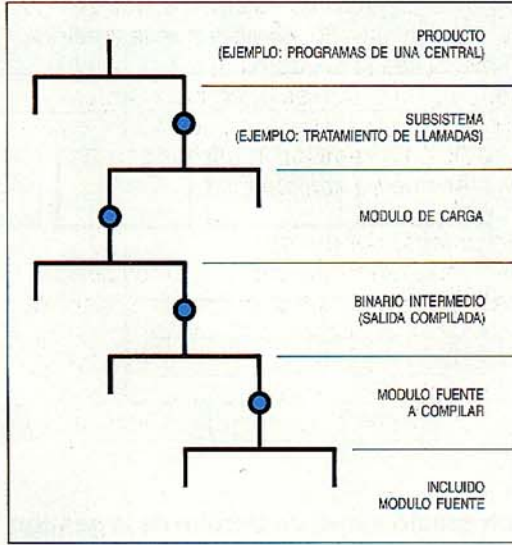 PRODUCTO
(EJEMPLO: PROGRAMAS DE UNA CENTRAL)
SUBSISTEMA
(EJEMPLO: TRATAMIENTO DE LLAMADAS)
MODULO DE CARGA
BINARIO INTERMEDIO
(SALIDA COMPILADA)
MODULO FUENTE
A COMPILAR
INCLUIDO
MODULO FUENTE